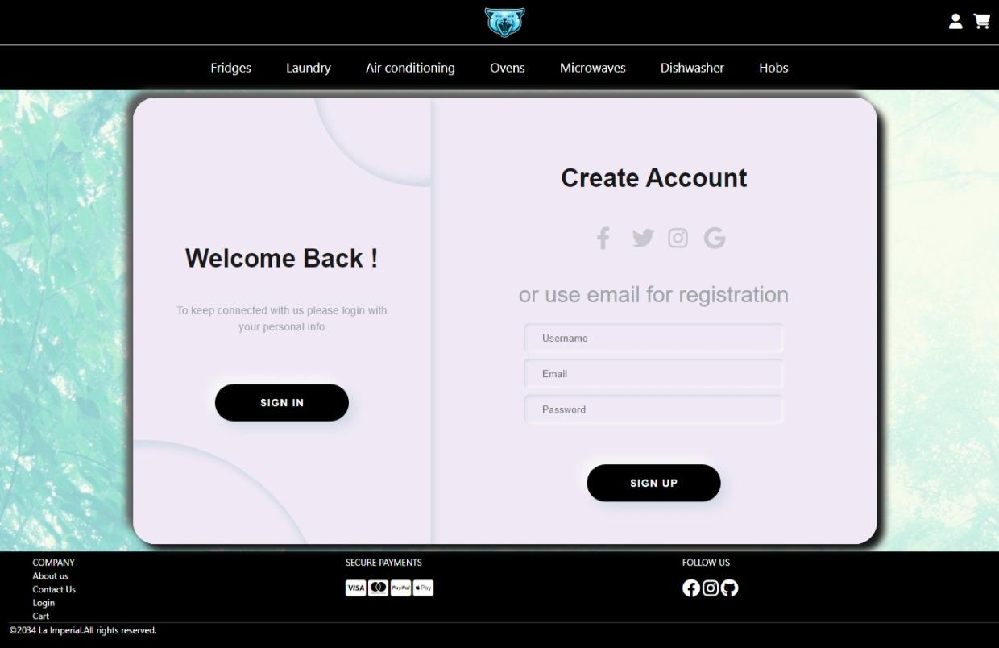 Fridges Laundry Air conditioning Ovens Microwaves Dishwasher Hobs
Welcome Back !
To keep connected with us please login with
your personal info
SIGN IN
Create Account
or use email for registration
Username
Email
Password
SIGN UP
COMPANY
About us
Contact Us
Login
Cart
SECURE PAYMENTS
VISA PayPal Pay
FOLLOW US
©2034 La Imperial.All rights reserved.